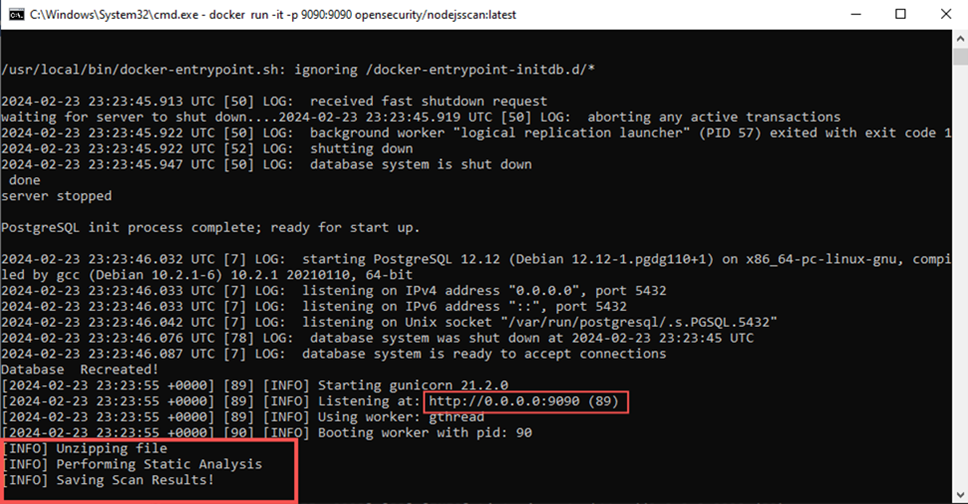 C:\Windows\System32\cmd.exe - docker run -it -p 9090:9090 opensecurity/nodejsscan:latest
/usr/local/bin/docker-entrypoint.sh: ignoring /docker-entrypoint-initdb.d/*
2024-02-23 23:23:45.913 UTC [50] LOG:  received fast shutdown request
waiting for server to shut down....2024-02-23 23:23:45.919 UTC [50] LOG:  aborting any active transactions
2024-02-23 23:23:45.922 UTC [50] LOG:  background worker "logical replication launcher" (PID 57) exited with exit code 1
2024-02-23 23:23:45.922 UTC [52] LOG:  shutting down
2024-02-23 23:23:45.947 UTC [50] LOG:  database system is shut down
 done
server stopped
PostgreSQL init process complete; ready for start up.
2024-02-23 23:23:46.032 UTC [7] LOG:  starting PostgreSQL 12.12 (Debian 12.12-1.pgdg110+1) on x86_64-pc-linux-gnu, compi
led by gcc (Debian 10.2.1-6) 10.2.1 20210110, 64-bit
2024-02-23 23:23:46.033 UTC [7] LOG:  listening on IPv4 address "0.0.0.0", port 5432
2024-02-23 23:23:46.033 UTC [7] LOG:  listening on IPv6 address "::", port 5432
2024-02-23 23:23:46.042 UTC [7] LOG:  listening on Unix socket "/var/run/postgresql/.s.PGSQL.5432"
2024-02-23 23:23:46.076 UTC [78] LOG:  database system was shut down at 2024-02-23 23:23:45 UTC
2024-02-23 23:23:46.087 UTC [7] LOG:  database system is ready to accept connections
Database  Recreated!
[2024-02-23 23:23:55 +0000] [89] [INFO] Starting gunicorn 21.2.0
[2024-02-23 23:23:55 +0000] [89] [INFO] Listening at: http://0.0.0.0:9090 (89)
[2024-02-23 23:23:55 +0000] [89] [INFO] Using worker: gthread
[2024-02-23 23:23:55 +0000] [90] [INFO] Booting worker with pid: 90
[INFO] Unzipping file
[INFO] Performing Static Analysis
[INFO] Saving Scan Results!